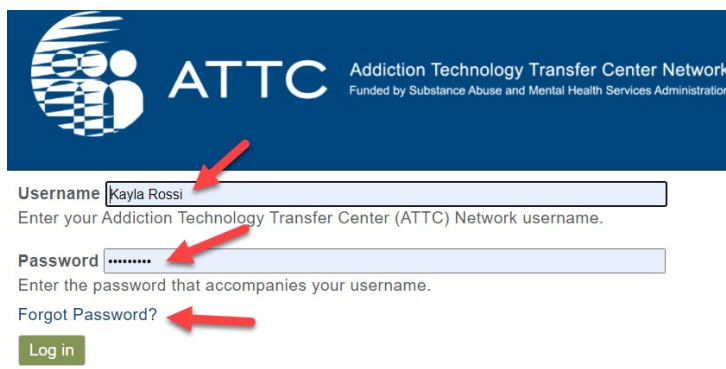 ATTC
Addiction Technology Transfer Center Network
Funded by Substance Abuse and Mental Health Services Administration
Username Kayla Rossi
Enter your Addiction Technology Transfer Center (ATTC) Network username.
Password •••••••••
Enter the password that accompanies your username.
Forgot Password?
Log in